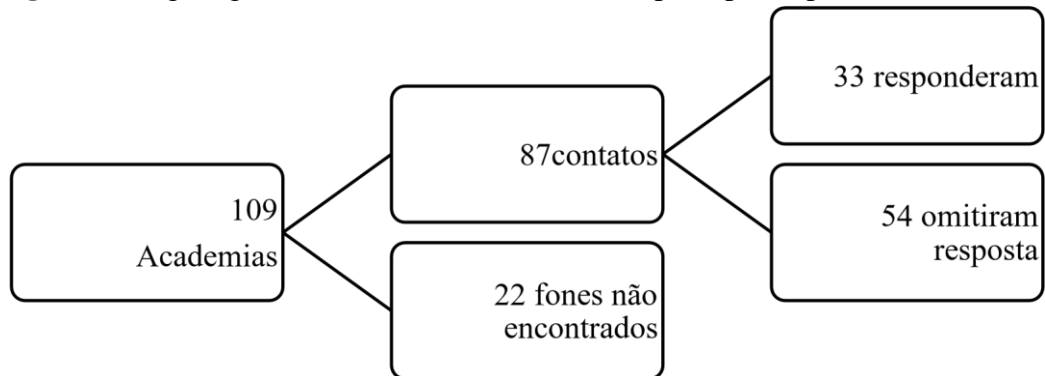 109
Academias
87contatos
22 fones não
encontrados
33 responderam
54 omitiram
resposta